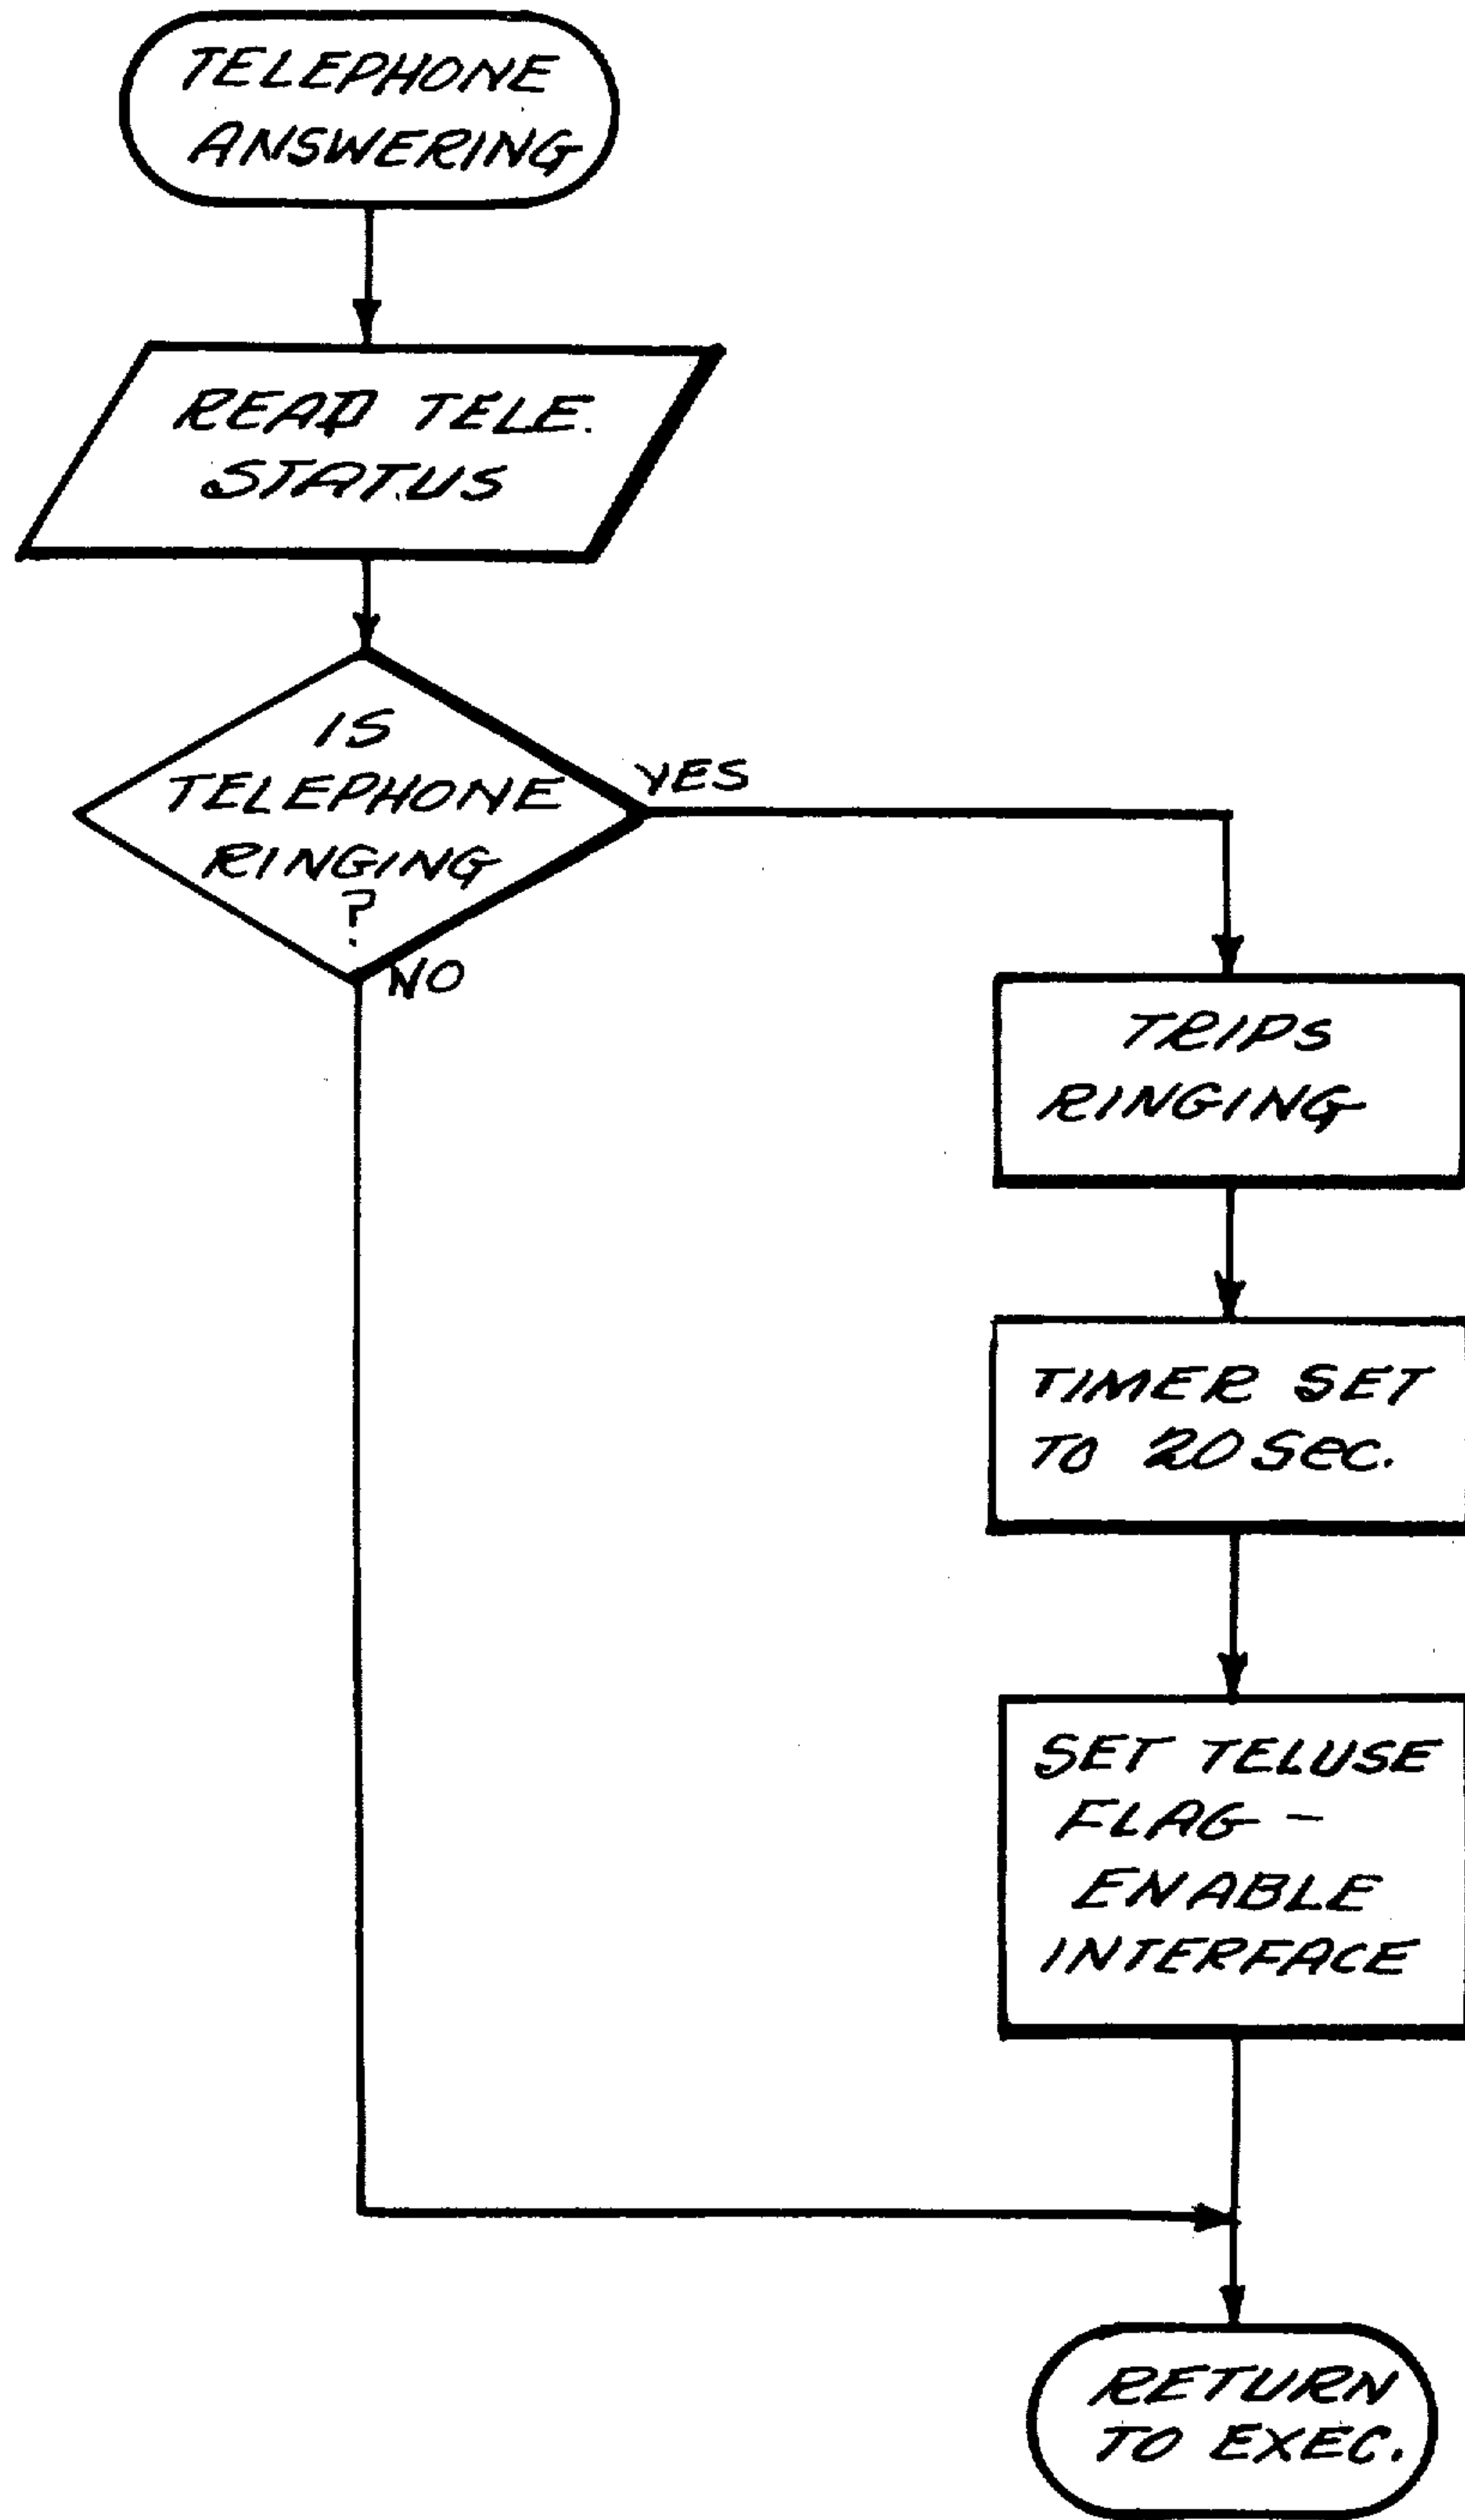 TELEPHONE
ANSWERING
READ TELE.
STATUS
IS
TELEPHONE
RINGING
?
YES
NO
TRIPS
RINGING
TIMER SET
TO 20 Sec.
SET TELUSE
FLAG -
ENABLE
INTERFACE
RETURN
TO EXEC.